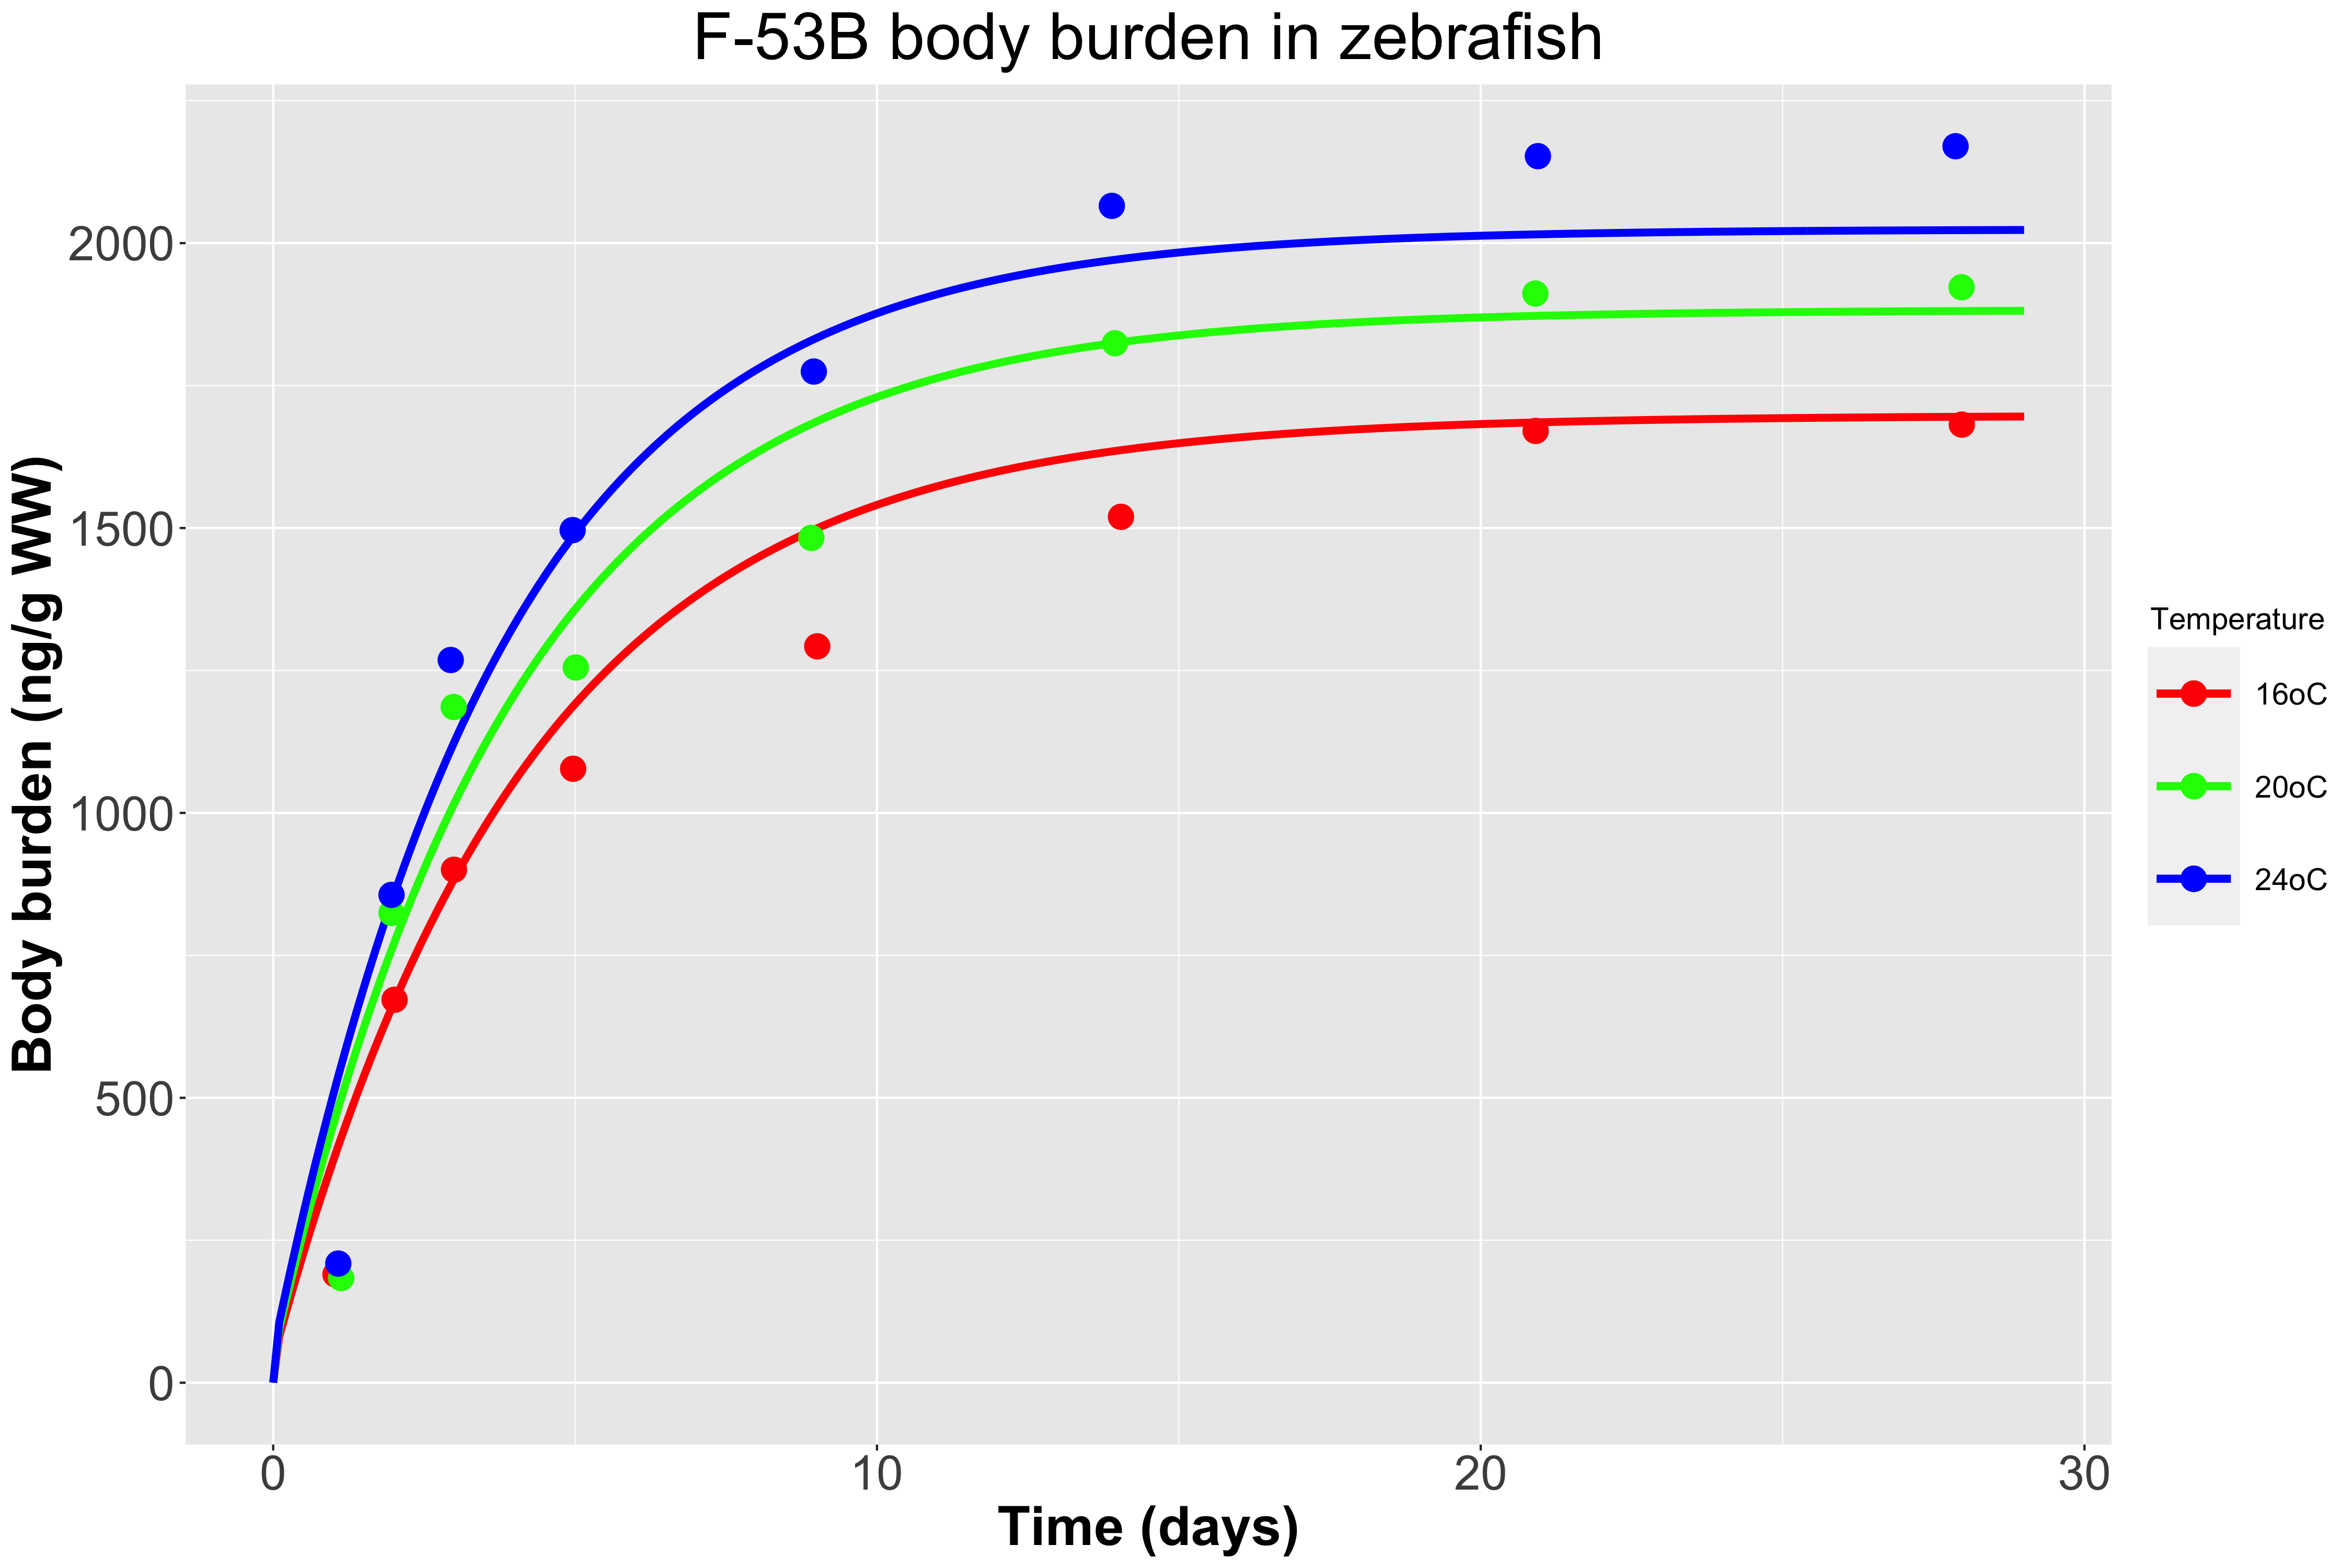 F-53B body burden in zebrafish
Body burden (ng/g WW)
2000
1500
1000
500
0
0
10
20
30
Time (days)
Temperature
16oC
20oC
24oC